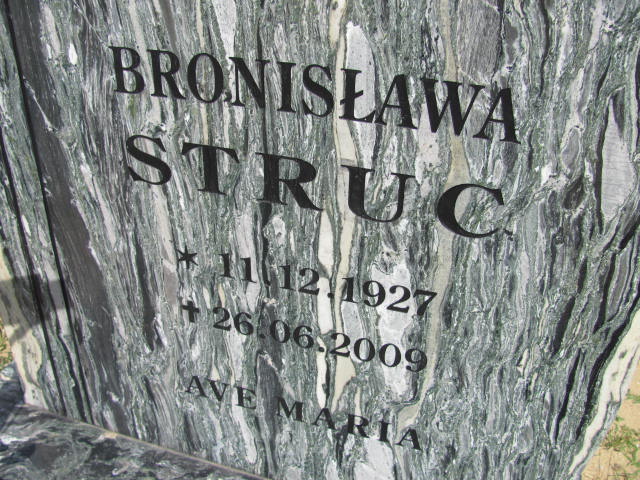 BRONISŁAWA
STRUC
* 11.12.1927
✝ 26.06.2009
AVE MARIA